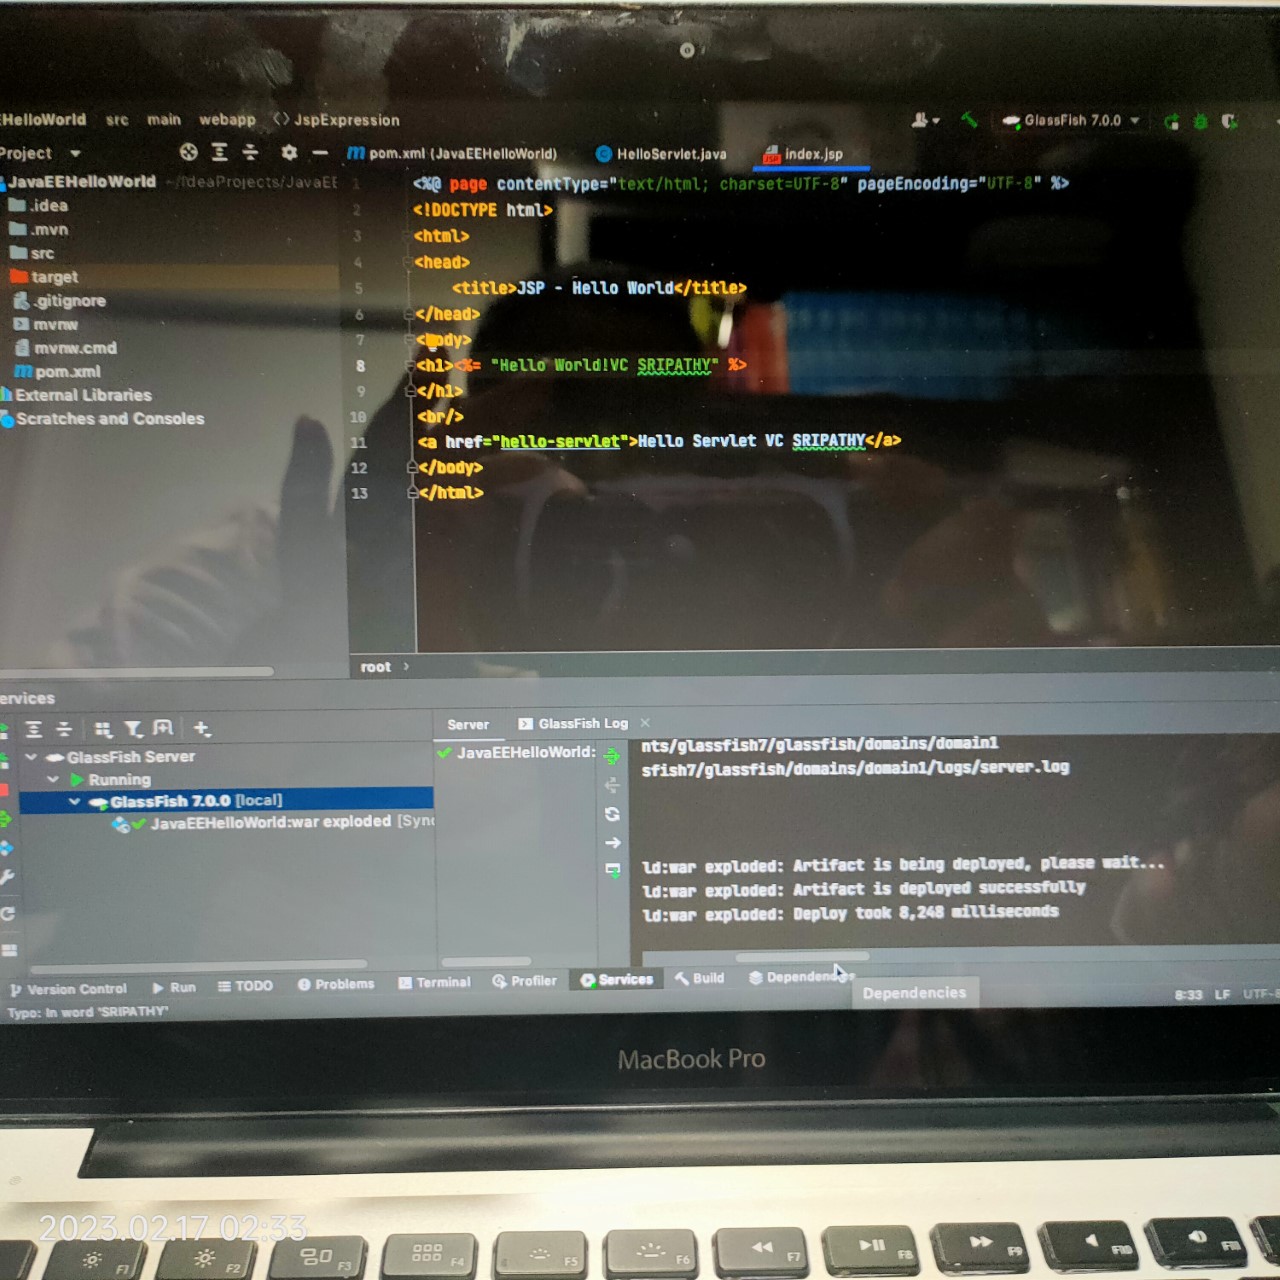 EHelloWorld src main webapp <> JspExpression GlassFish 7.0.0
Project pom.xml (JavaEEHelloWorld) HelloServlet.java index.jsp
JavaEEHelloWorld ~/IdeaProjects/JavaEE
.idea
.mvn
src
target
.gitignore
mvnw
mvnw.cmd
pom.xml
External Libraries
Scratches and Consoles
1 <%@ page contentType="text/html; charset=UTF-8" pageEncoding="UTF-8" %>
2 <!DOCTYPE html>
3 <html>
4 <head>
5 <title>JSP - Hello World</title>
6 </head>
7 <body>
8 <h1><%= "Hello World!VC SRIPATHY" %>
9 </h1>
10 <br/>
11 <a href="hello-servlet">Hello Servlet VC SRIPATHY</a>
12 </body>
13 </html>
root >
ervices
Server GlassFish Log
GlassFish Server
Running
GlassFish 7.0.0 [local]
JavaEEHelloWorld:war exploded [Sync
JavaEEHelloWorld:
nts/glassfish7/glassfish/domains/domain1
sfish7/glassfish/domains/domain1/logs/server.log
ld:war exploded: Artifact is being deployed, please wait...
ld:war exploded: Artifact is deployed successfully
ld:war exploded: Deploy took 8,248 milliseconds
Version Control Run TODO Problems Terminal Profiler Services Build Dependencies
Dependencies
Typo: In word 'SRIPATHY' 8:33 LF UTF-8
MacBook Pro
2023.02.17 02:33
F1 F2 F3 F4 F5 F6 F7 F8 F9 F10 F11